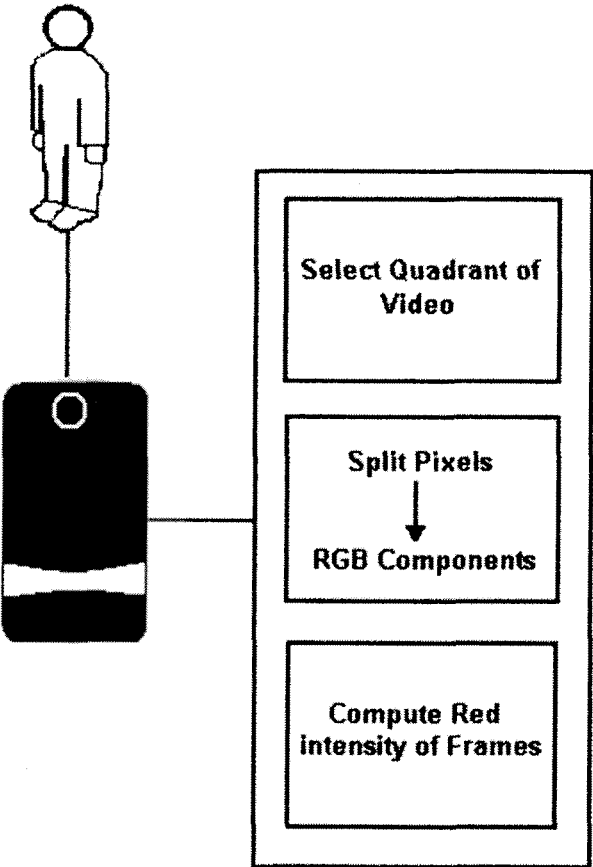 Select Quadrant of
Video
Split Pixels
RGB Components
Compute Red
intensity of Frames